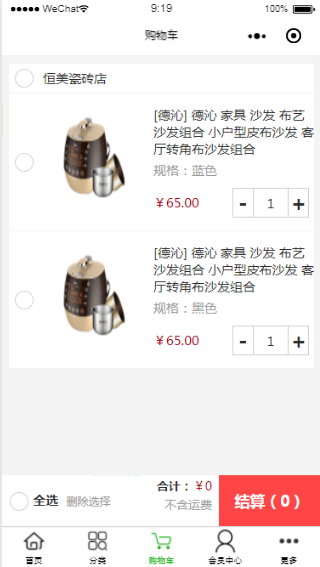 WeChat
9:19
100%
购物车
恒美瓷砖店
[德沁] 德沁 家具 沙发 布艺
沙发组合 小户型皮布沙发 客
厅转角布沙发组合
规格：蓝色
￥65.00
- 1 +
[德沁] 德沁 家具 沙发 布艺
沙发组合 小户型皮布沙发 客
厅转角布沙发组合
规格：黑色
￥65.00
- 1 +
合计：￥0
全选 删除选择
不含运费
结算（0）
首页 分类 购物车 会员中心 更多